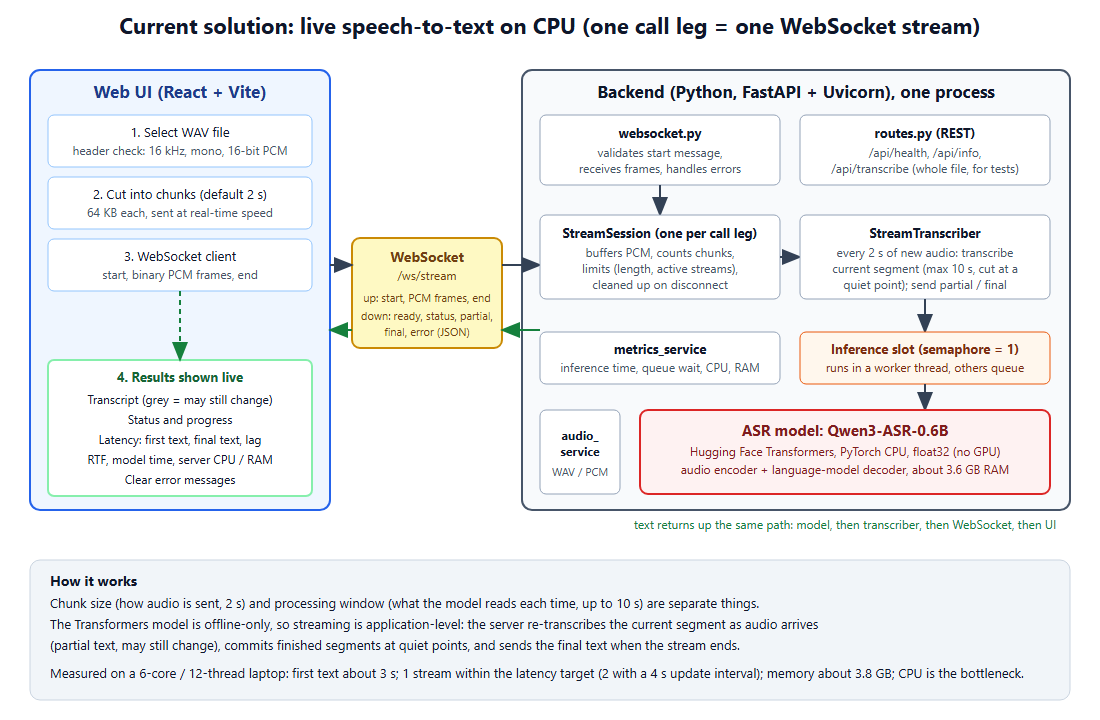 Current solution: live speech-to-text on CPU (one call leg = one WebSocket stream)
Web UI (React + Vite)
1. Select WAV file
header check: 16 kHz, mono, 16-bit PCM
2. Cut into chunks (default 2 s)
64 KB each, sent at real-time speed
3. WebSocket client
start, binary PCM frames, end
4. Results shown live
Transcript (grey = may still change)
Status and progress
Latency: first text, final text, lag
RTF, model time, server CPU / RAM
Clear error messages
WebSocket
/ws/stream
up: start, PCM frames, end
down: ready, status, partial,
final, error (JSON)
Backend (Python, FastAPI + Uvicorn), one process
websocket.py
validates start message,
receives frames, handles errors
routes.py (REST)
/api/health, /api/info,
/api/transcribe (whole file, for tests)
StreamSession (one per call leg)
buffers PCM, counts chunks,
limits (length, active streams),
cleaned up on disconnect
StreamTranscriber
every 2 s of new audio: transcribe
current segment (max 10 s, cut at a
quiet point); send partial / final
metrics_service
inference time, queue wait, CPU, RAM
Inference slot (semaphore = 1)
runs in a worker thread, others queue
audio_
service
WAV / PCM
ASR model: Qwen3-ASR-0.6B
Hugging Face Transformers, PyTorch CPU, float32 (no GPU)
audio encoder + language-model decoder, about 3.6 GB RAM
text returns up the same path: model, then transcriber, then WebSocket, then UI
How it works
Chunk size (how audio is sent, 2 s) and processing window (what the model reads each time, up to 10 s) are separate things.
The Transformers model is offline-only, so streaming is application-level: the server re-transcribes the current segment as audio arrives
(partial text, may still change), commits finished segments at quiet points, and sends the final text when the stream ends.
Measured on a 6-core / 12-thread laptop: first text about 3 s; 1 stream within the latency target (2 with a 4 s update interval); memory about 3.8 GB; CPU is the bottleneck.